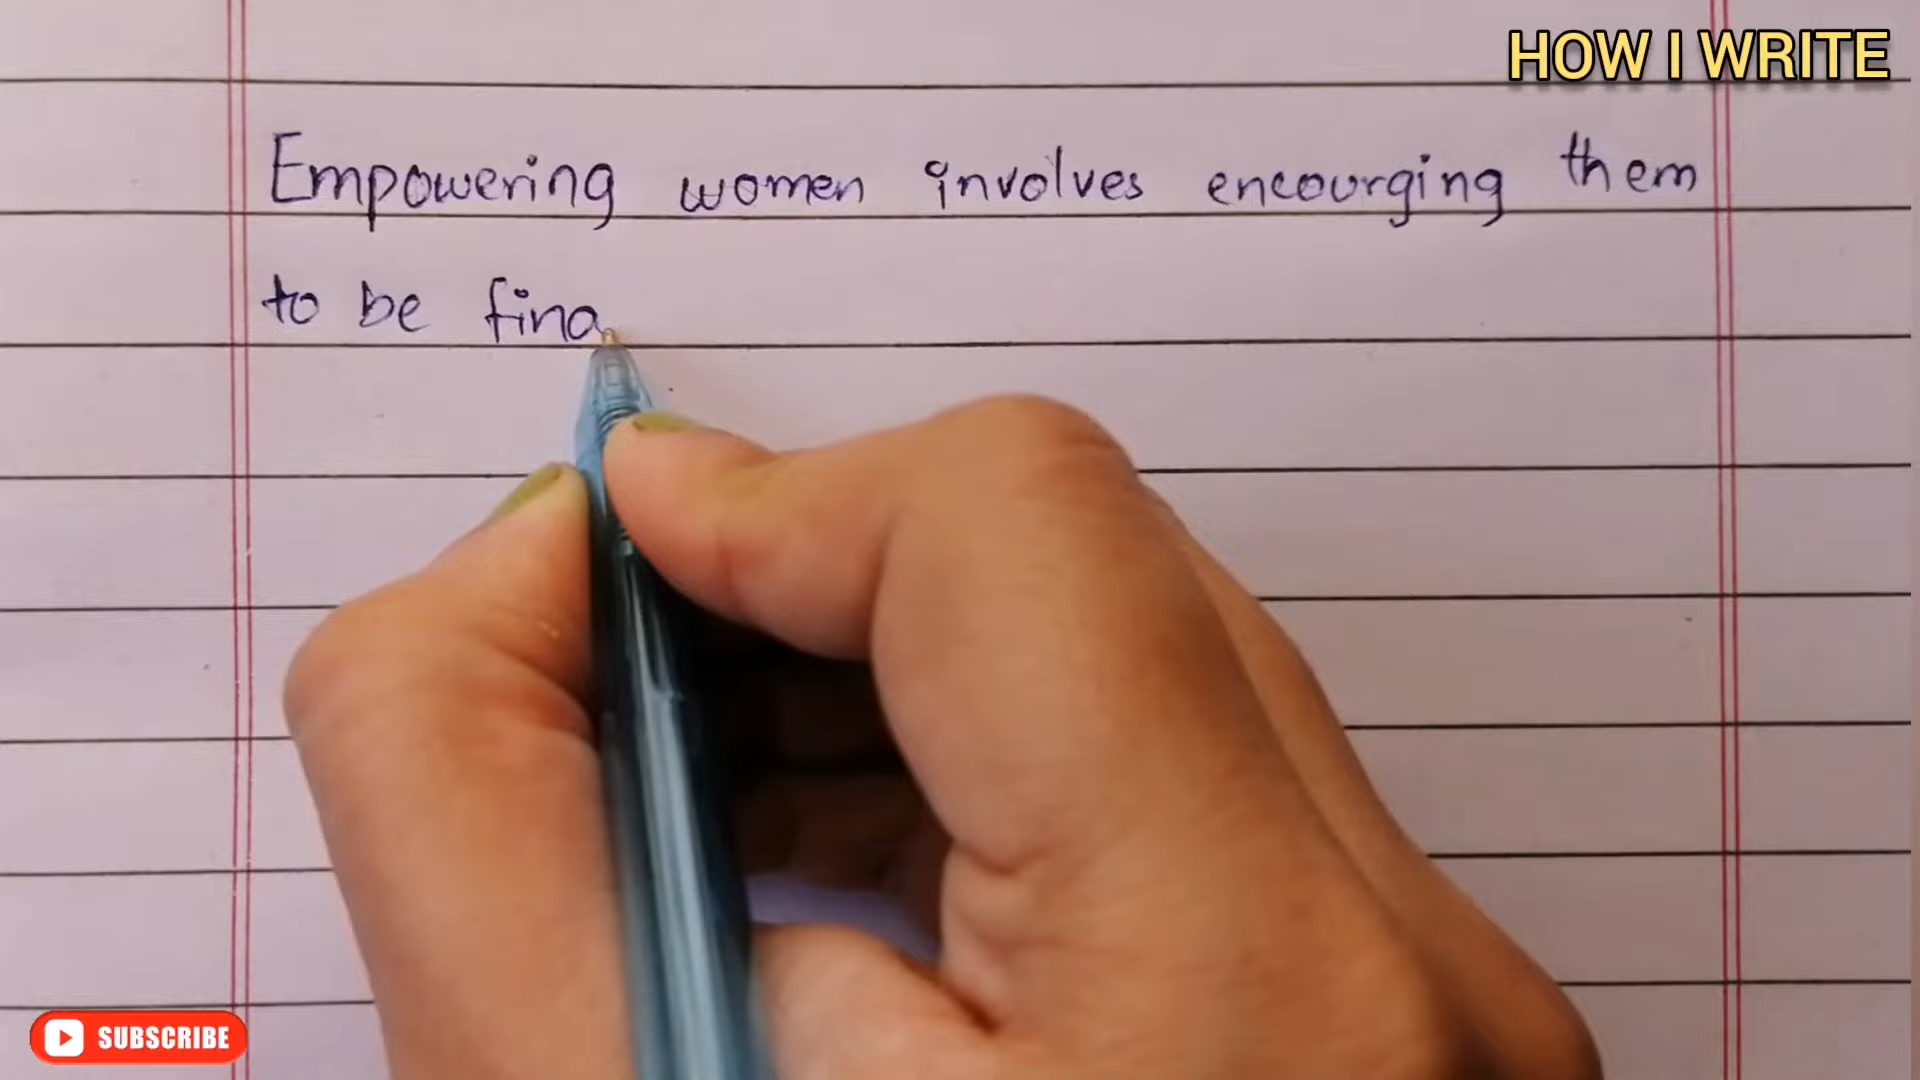 HOW I WRITE
Empowering women involves encourging them
to be fina
SUBSCRIBE